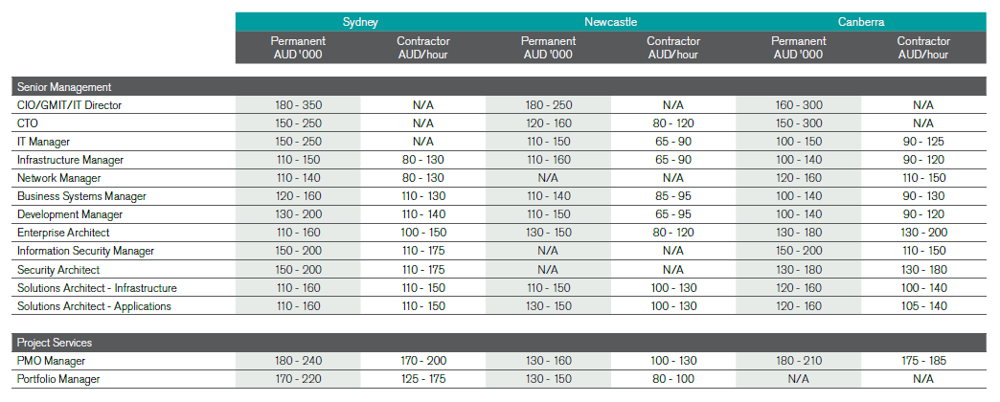 Sydney Newcastle Canberra
Permanent Contractor Permanent Contractor Permanent Contractor
AUD '000 AUD/hour AUD '000 AUD/hour AUD '000 AUD/hour
Senior Management
CIO/GMIT/IT Director 180 - 350 N/A 180 - 250 N/A 160 - 300 N/A
CTO 150 - 250 N/A 120 - 160 80 - 120 150 - 300 N/A
IT Manager 150 - 250 N/A 110 - 150 65 - 90 100 - 150 90 - 125
Infrastructure Manager 110 - 150 80 - 130 110 - 160 65 - 90 100 - 140 90 - 120
Network Manager 110 - 140 80 - 130 N/A N/A 120 - 160 110 - 150
Business Systems Manager 120 - 160 110 - 130 110 - 140 85 - 95 100 - 140 90 - 130
Development Manager 130 - 200 110 - 140 110 - 150 65 - 95 100 - 140 90 - 120
Enterprise Architect 110 - 160 100 - 150 130 - 150 80 - 120 130 - 180 130 - 200
Information Security Manager 150 - 200 110 - 175 N/A N/A 150 - 200 110 - 150
Security Architect 150 - 200 110 - 175 N/A N/A 130 - 180 130 - 180
Solutions Architect - Infrastructure 110 - 160 110 - 150 110 - 150 100 - 130 120 - 160 100 - 140
Solutions Architect - Applications 110 - 160 110 - 150 130 - 150 100 - 130 120 - 160 105 - 140
Project Services
PMO Manager 180 - 240 170 - 200 130 - 160 100 - 130 180 - 210 175 - 185
Portfolio Manager 170 - 220 125 - 175 130 - 150 80 - 100 N/A N/A